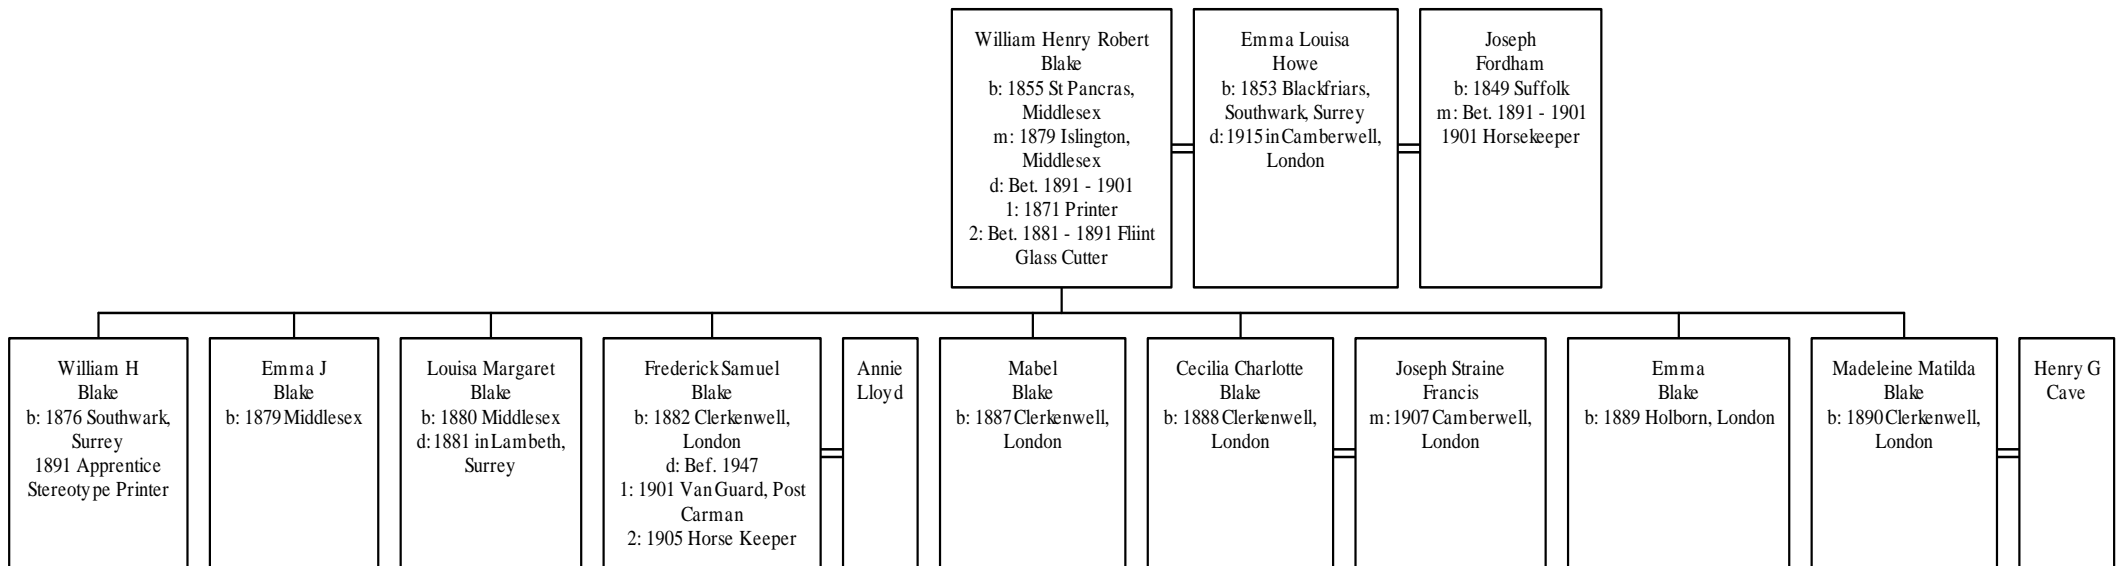 William Henry Robert
Blake
b: 1855 St Pancras,
Middlesex
m: 1879 Islington,
Middlesex
d: Bet. 1891 - 1901
1: 1871 Printer
2: Bet. 1881 - 1891 Fliint
Glass Cutter
Emma Louisa
Howe
b: 1853 Blackfriars,
Southwark, Surrey
d: 1915 in Camberwell,
London
Joseph
Fordham
b: 1849 Suffolk
m: Bet. 1891 - 1901
1901 Horsekeeper
William H
Blake
b: 1876 Southwark,
Surrey
1891 Apprentice
Stereotype Printer
Emma J
Blake
b: 1879 Middlesex
Louisa Margaret
Blake
b: 1880 Middlesex
d: 1881 in Lambeth,
Surrey
Frederick Samuel
Blake
b: 1882 Clerkenwell,
London
d: Bef. 1947
1: 1901 Van Guard, Post
Carman
2: 1905 Horse Keeper
Annie
Lloyd
Mabel
Blake
b: 1887 Clerkenwell,
London
Cecilia Charlotte
Blake
b: 1888 Clerkenwell,
London
Joseph Straine
Francis
m: 1907 Camberwell,
London
Emma
Blake
b: 1889 Holborn, London
Madeleine Matilda
Blake
b: 1890 Clerkenwell,
London
Henry G
Cave